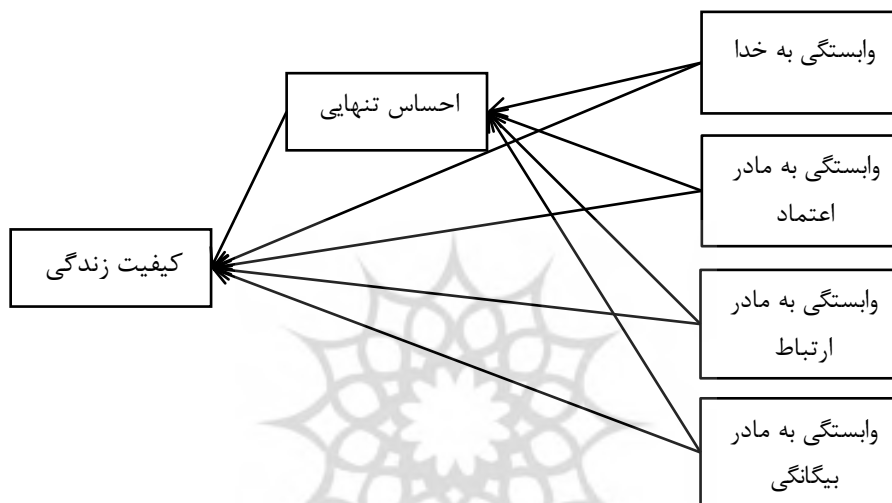 وابستگی به خدا
احساس تنهایی
وابستگی به مادر
اعتماد
کیفیت زندگی
وابستگی به مادر
ارتباط
وابستگی به مادر
بیگانگی